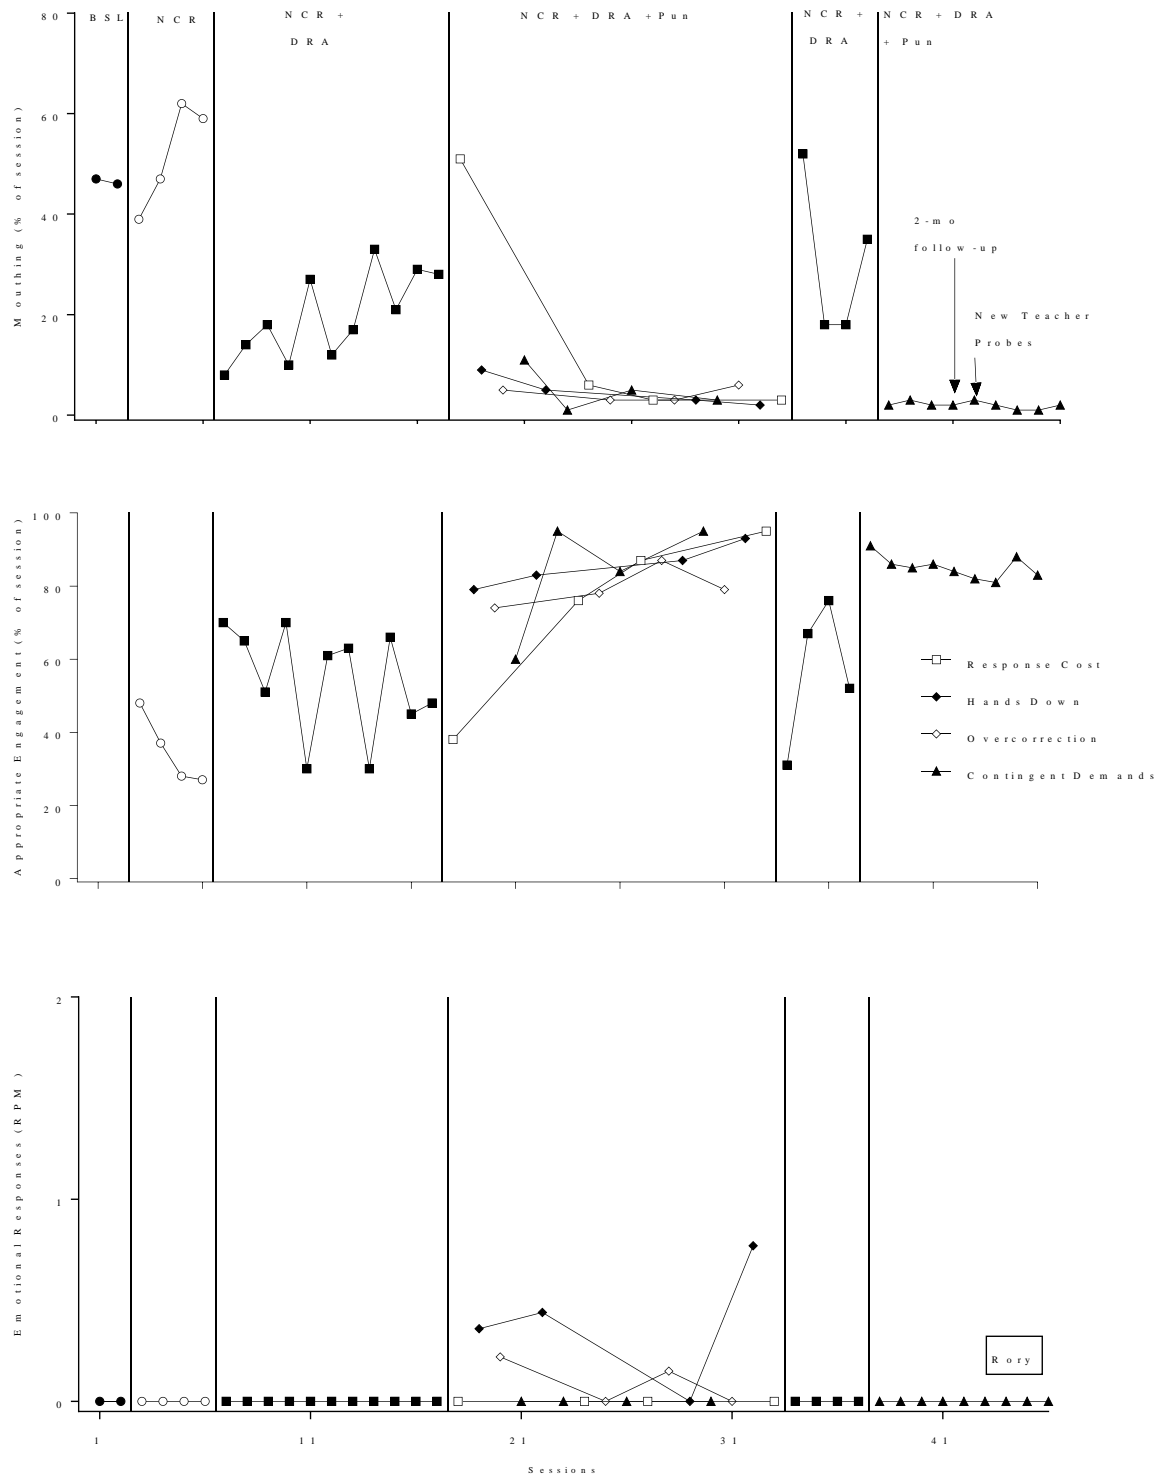 BSL
NCR
NCR +
DRA
NCR + DRA +Pun
NCR +
DRA
NCR + DRA
+ Pun
Mouthing (% of session)
80
60
40
20
0
2-mo
follow-up
New Teacher
Probes
Appropriate Engagement (% of session)
100
80
60
40
20
0
Response Cost
Hands Down
Overcorrection
Contingent Demands
Emotional Responses (RPM)
2
1
0
Rory
1
11
21
31
41
Sessions